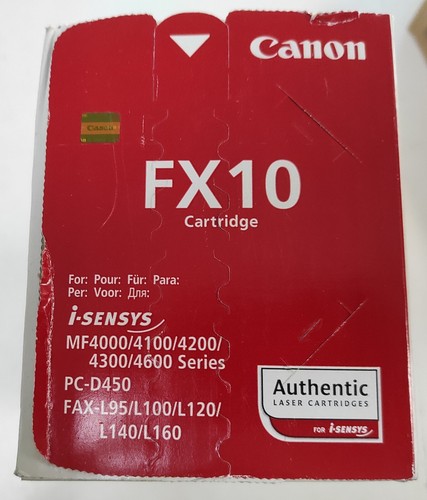 Canon
Canon
FX10
Cartridge
For: Pour: Für: Para:
Per: Voor: Для:
i-SENSYS
MF4000/4100/4200/
4300/4600 Series
PC-D450
FAX-L95/L100/L120/
L140/L160
Authentic
LASER CARTRIDGES
FOR i-SENSYS